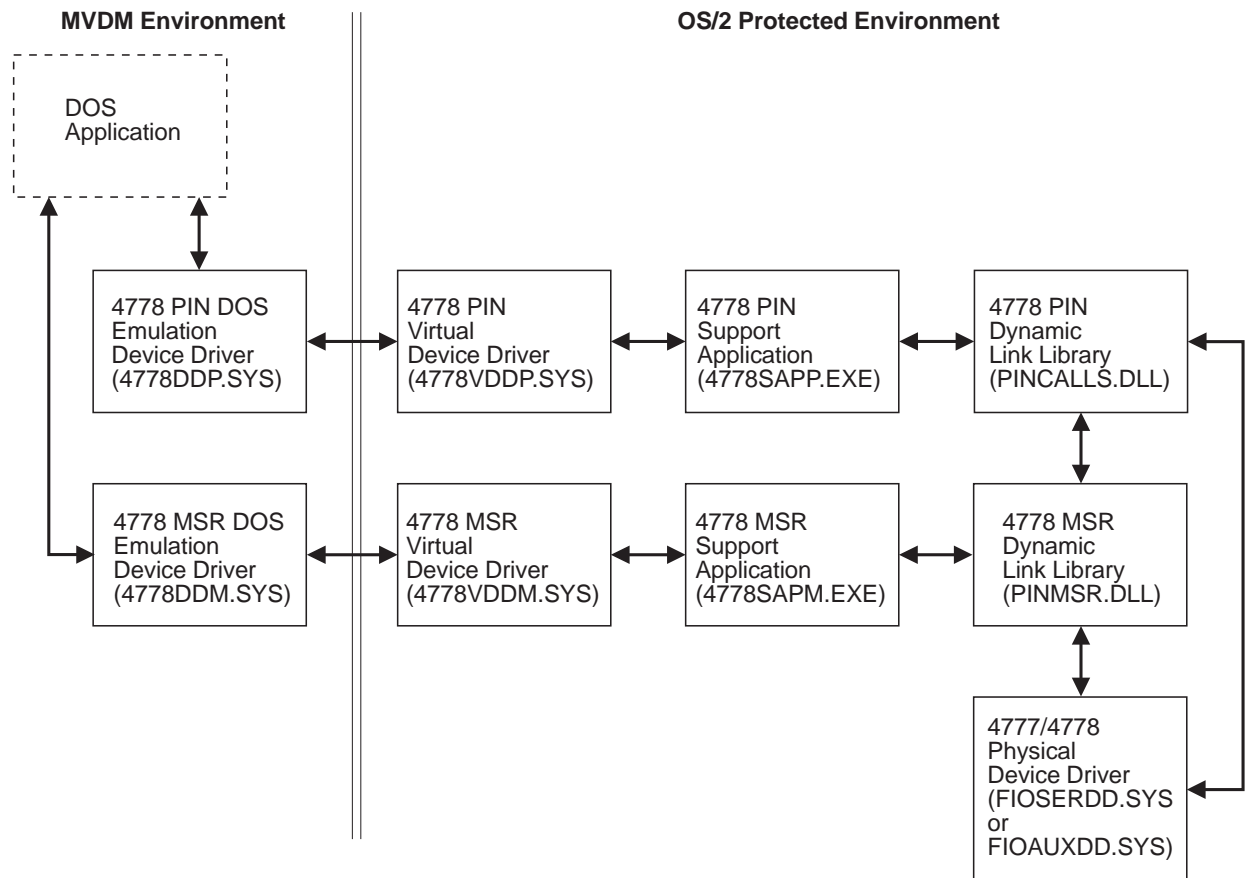 MVDM Environment
OS/2 Protected Environment
DOS
Application
4778 PIN DOS
Emulation
Device Driver
(4778DDP.SYS)
4778 PIN
Virtual
Device Driver
(4778VDDP.SYS)
4778 PIN
Support
Application
(4778SAPP.EXE)
4778 PIN
Dynamic
Link Library
(PINCALLS.DLL)
4778 MSR DOS
Emulation
Device Driver
(4778DDM.SYS)
4778 MSR
Virtual
Device Driver
(4778VDDM.SYS)
4778 MSR
Support
Application
(4778SAPM.EXE)
4778 MSR
Dynamic
Link Library
(PINMSR.DLL)
4777/4778
Physical
Device Driver
(FIOSERDD.SYS
or
FIOAUXDD.SYS)